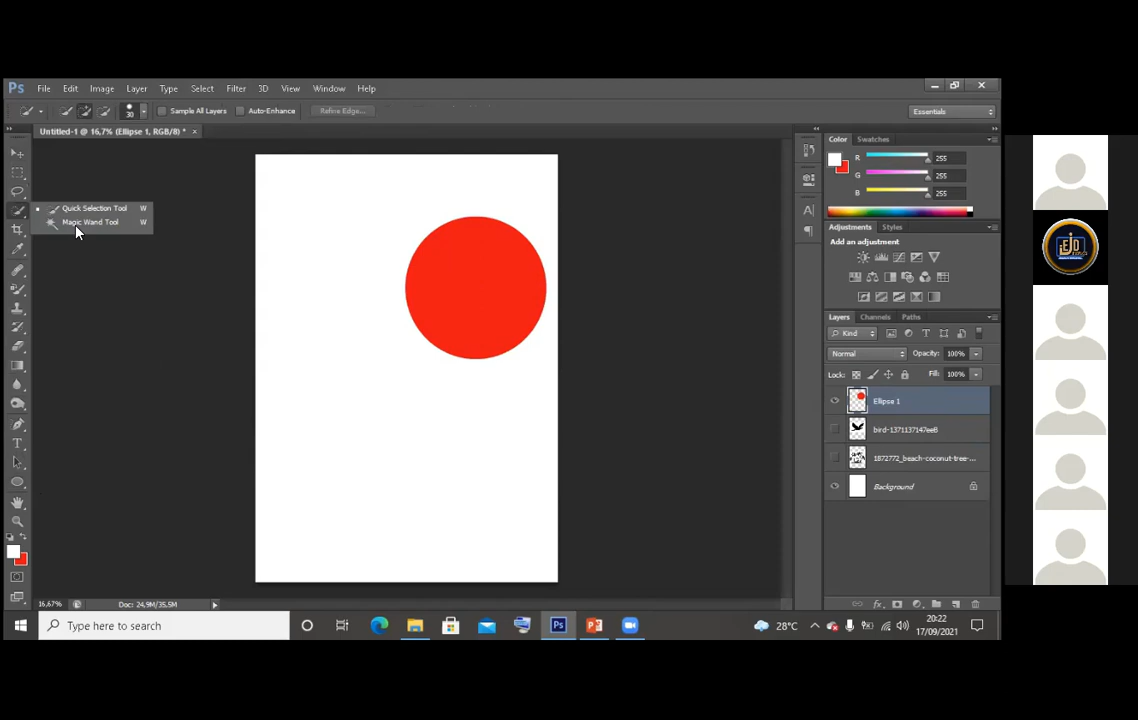 Ps File Edit Image Layer Type Select Filter 3D View Window Help
30 Sample All Layers Auto-Enhance Refine Edge... Essentials
Untitled-1 @ 16,7% (Ellipse 1, RGB/8) * ×
Quick Selection Tool W
Magic Wand Tool W
Color Swatches
R 255
G 255
B 255
Adjustments Styles
Add an adjustment
Layers Channels Paths
Kind T
Normal Opacity: 100%
Lock: Fill: 100%
Ellipse 1
bird-1371137147ee8
1872772_beach-coconut-tree-...
Background
16,67% Doc: 24,9M/35,5M
fx
Type here to search
Ps
28°C
20:22
17/09/2021